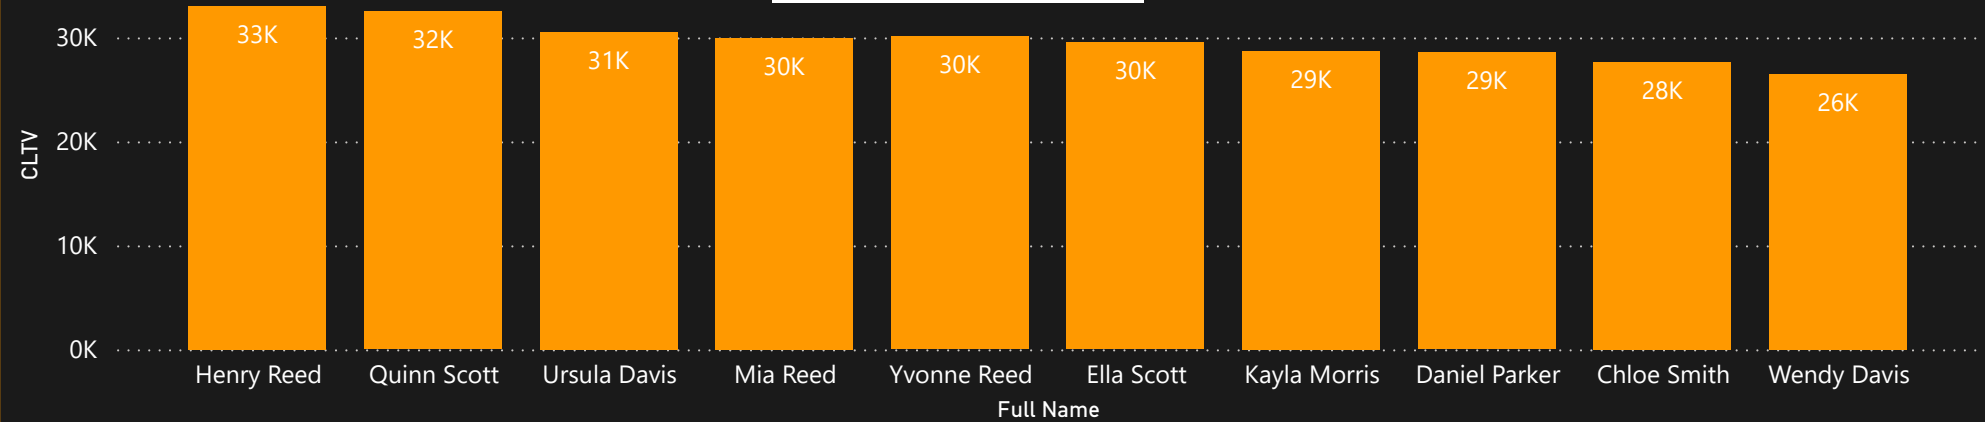 30K
20K
10K
0K
CLTV
33K 32K 31K 30K 30K 30K 29K 29K 28K 26K
Henry Reed Quinn Scott Ursula Davis Mia Reed Yvonne Reed Ella Scott Kayla Morris Daniel Parker Chloe Smith Wendy Davis
Full Name